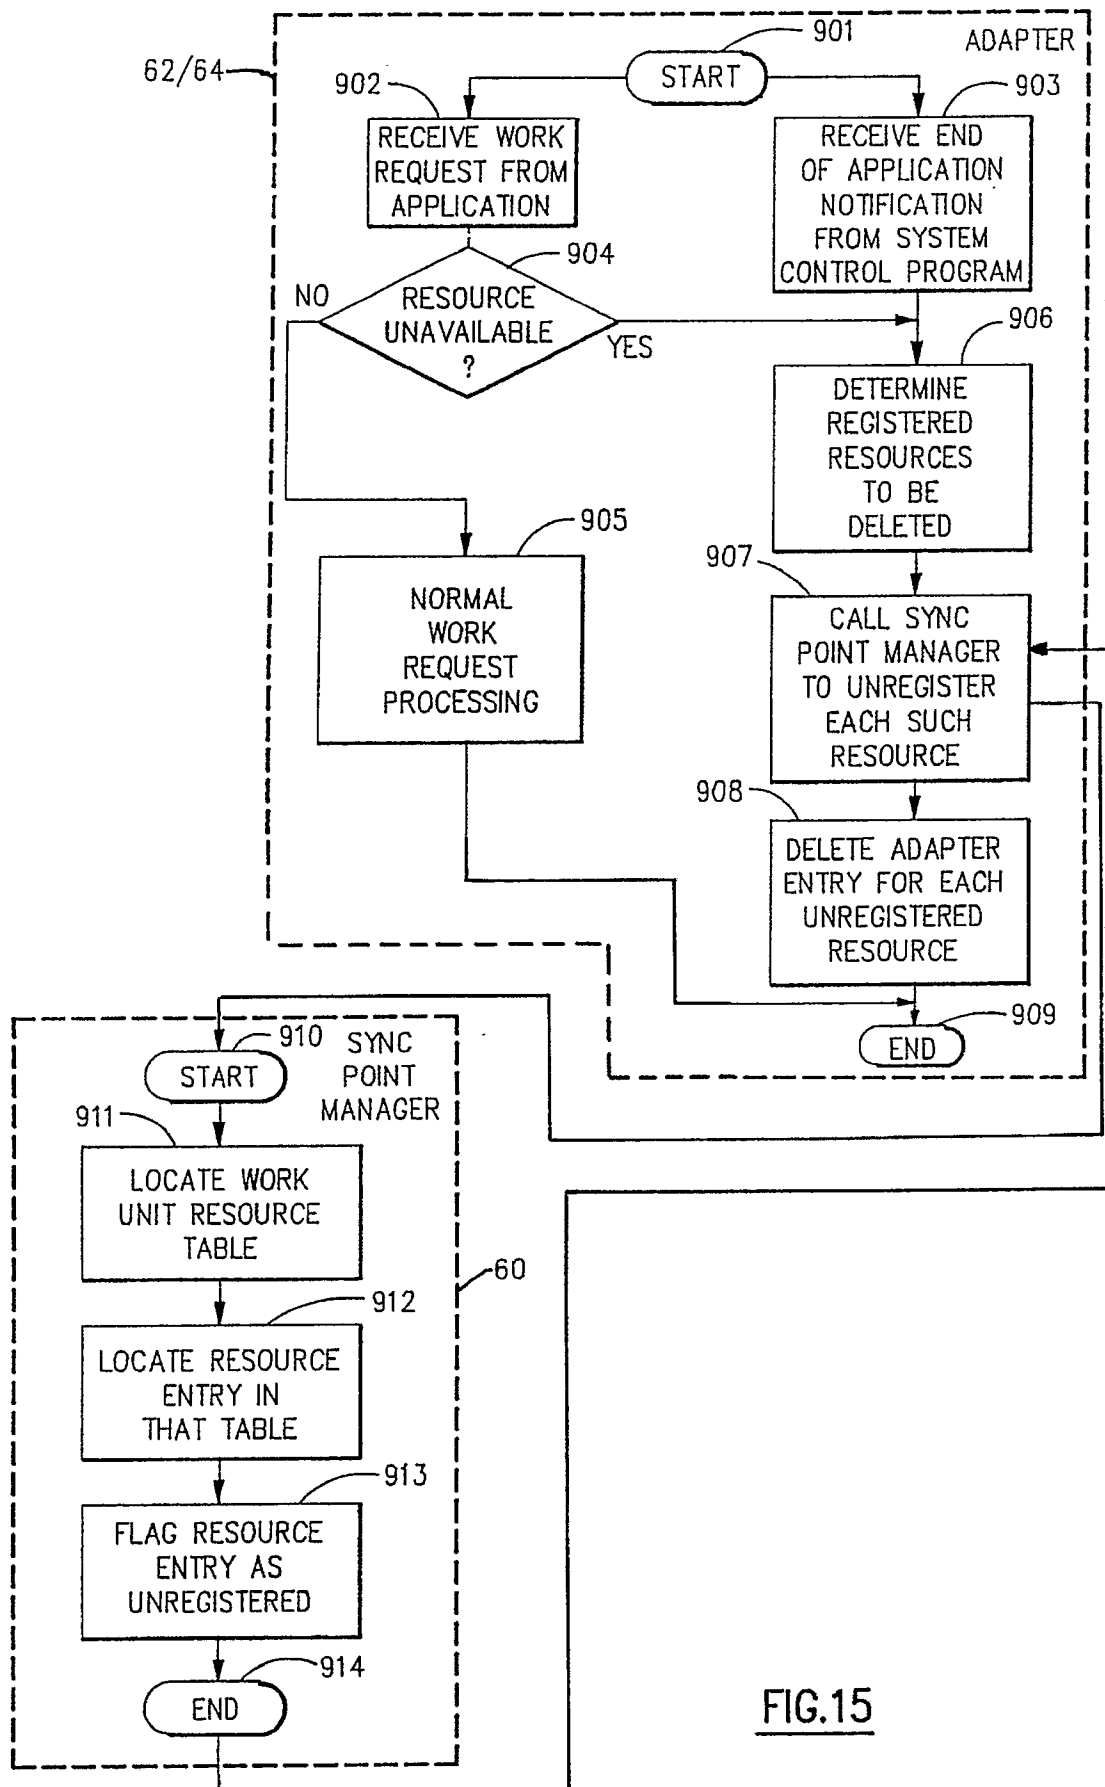 62/64
ADAPTER
901
START
902
RECEIVE WORK
REQUEST FROM
APPLICATION
903
RECEIVE END
OF APPLICATION
NOTIFICATION
FROM SYSTEM
CONTROL PROGRAM
904
RESOURCE
UNAVAILABLE
?
NO
YES
906
DETERMINE
REGISTERED
RESOURCES
TO BE
DELETED
905
NORMAL
WORK
REQUEST
PROCESSING
907
CALL SYNC
POINT MANAGER
TO UNREGISTER
EACH SUCH
RESOURCE
908
DELETE ADAPTER
ENTRY FOR EACH
UNREGISTERED
RESOURCE
909
END
910
START
SYNC
POINT
MANAGER
911
LOCATE WORK
UNIT RESOURCE
TABLE
60
912
LOCATE RESOURCE
ENTRY IN
THAT TABLE
913
FLAG RESOURCE
ENTRY AS
UNREGISTERED
914
END
FIG.15